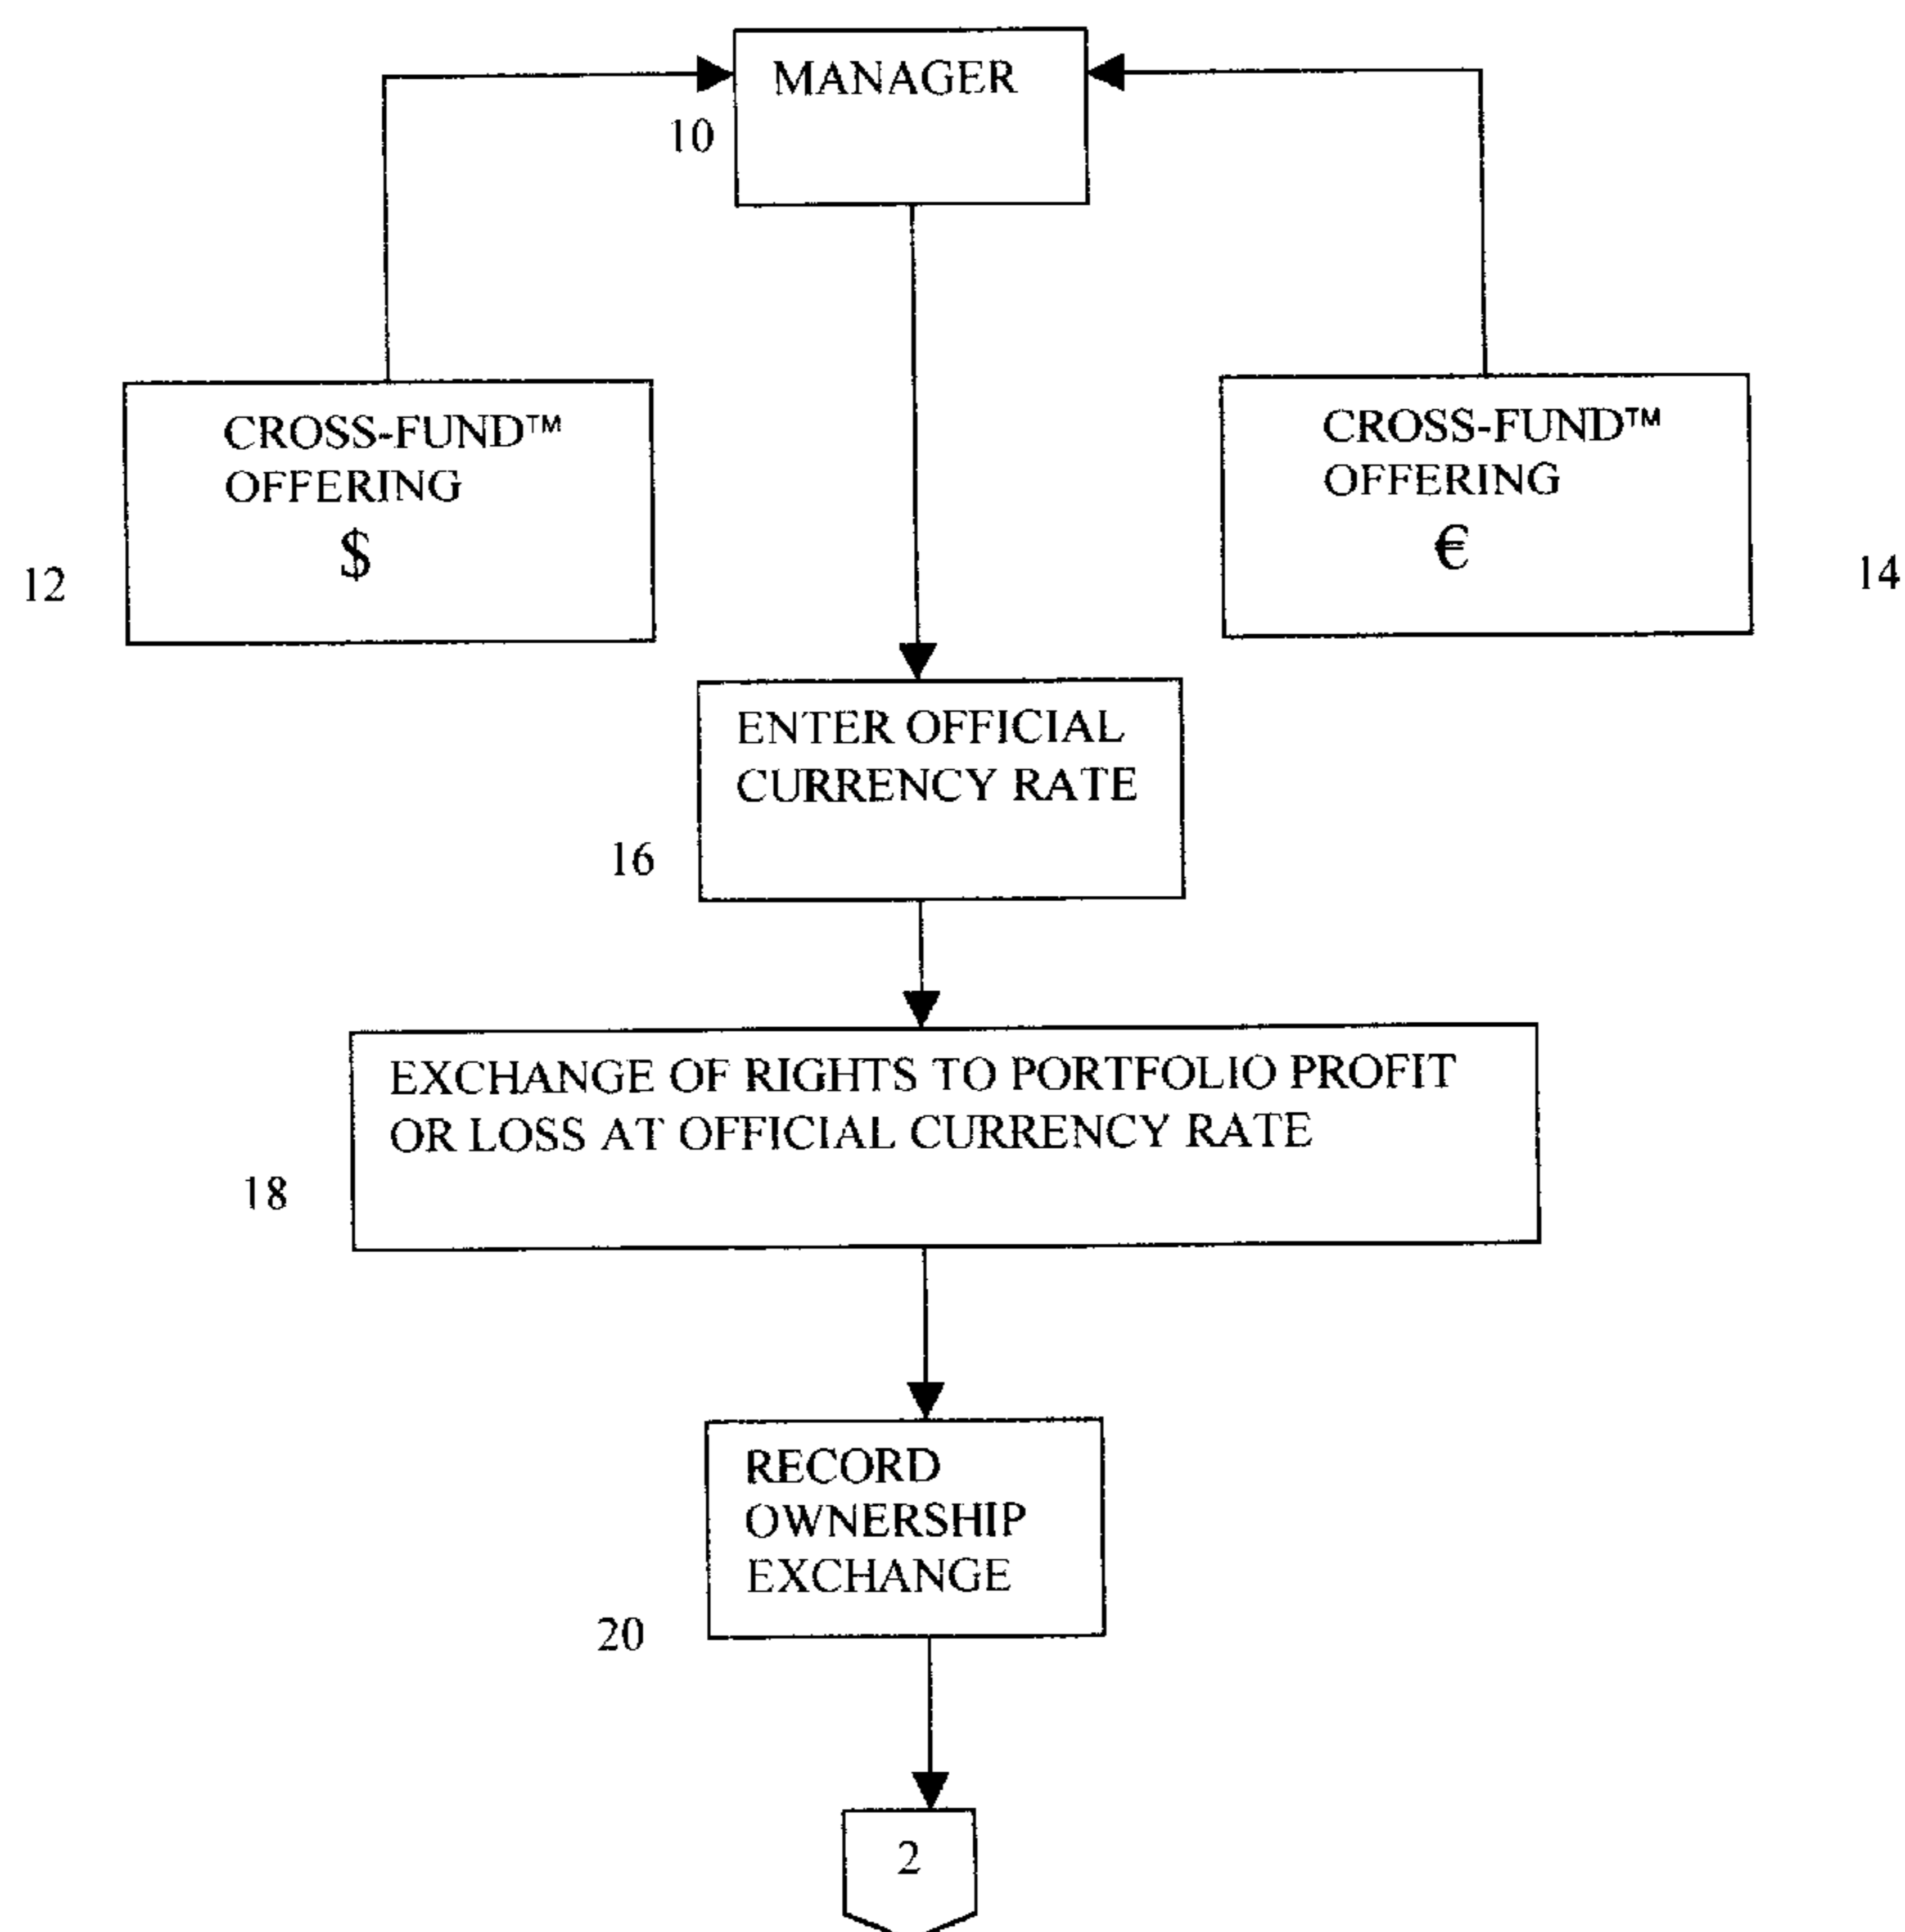 MANAGER
10
CROSS-FUND™
OFFERING
$
12
CROSS-FUND™
OFFERING
€
14
ENTER OFFICIAL
CURRENCY RATE
16
EXCHANGE OF RIGHTS TO PORTFOLIO PROFIT
OR LOSS AT OFFICIAL CURRENCY RATE
18
RECORD
OWNERSHIP
EXCHANGE
20
2